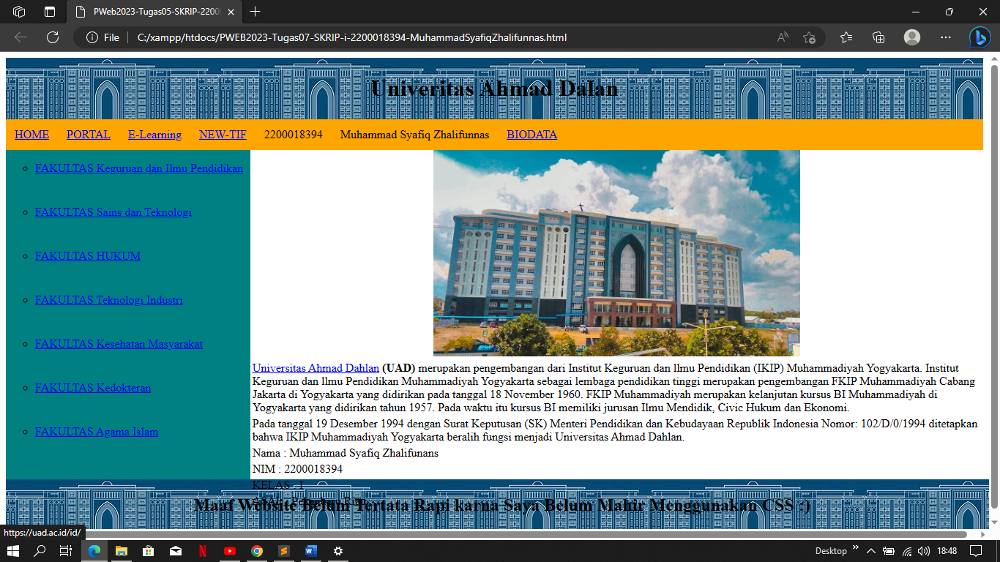 PWeb2023-Tugas05-SKRIP-2200
File
C:/xampp/htdocs/PWEB2023-Tugas07-SKRIP-i-2200018394-MuhammadSyafiqZhalifunnas.html
Univeritas Ahmad Dalan
HOME PORTAL E-Learning NEW-TIF 2200018394 Muhammad Syafiq Zhalifunnas BIODATA
FAKULTAS Keguruan dan Ilmu Pendidikan
FAKULTAS Sains dan Teknologi
FAKULTAS HUKUM
FAKULTAS Teknologi Industri
FAKULTAS Kesehatan Masyarakat
FAKULTAS Kedokteran
FAKULTAS Agama Islam
Universitas Ahmad Dahlan (UAD) merupakan pengembangan dari Institut Keguruan dan llmu Pendidikan (IKIP) Muhammadiyah Yogyakarta. Institut
Keguruan dan llmu Pendidikan Muhammadiyah Yogyakarta sebagai lembaga pendidikan tinggi merupakan pengembangan FKIP Muhammadiyah Cabang
Jakarta di Yogyakarta yang didirikan pada tanggal 18 November 1960. FKIP Muhammadiyah merupakan kelanjutan kursus BI Muhammadiyah di
Yogyakarta yang didirikan tahun 1957. Pada waktu itu kursus BI memiliki jurusan Ilmu Mendidik, Civic Hukum dan Ekonomi.
Pada tanggal 19 Desember 1994 dengan Surat Keputusan (SK) Menteri Pendidikan dan Kebudayaan Republik Indonesia Nomor: 102/D/0/1994 ditetapkan
bahwa IKIP Muhammadiyah Yogyakarta beralih fungsi menjadi Universitas Ahmad Dahlan.
Nama : Muhammad Syafiq Zhalifunans
NIM : 2200018394
KELAS : I
Maaf Website Belum Tertata Rapi karna Saya Belum Mahir Menggunakan CSS :)
https://uad.ac.id/id/
Desktop
18:48